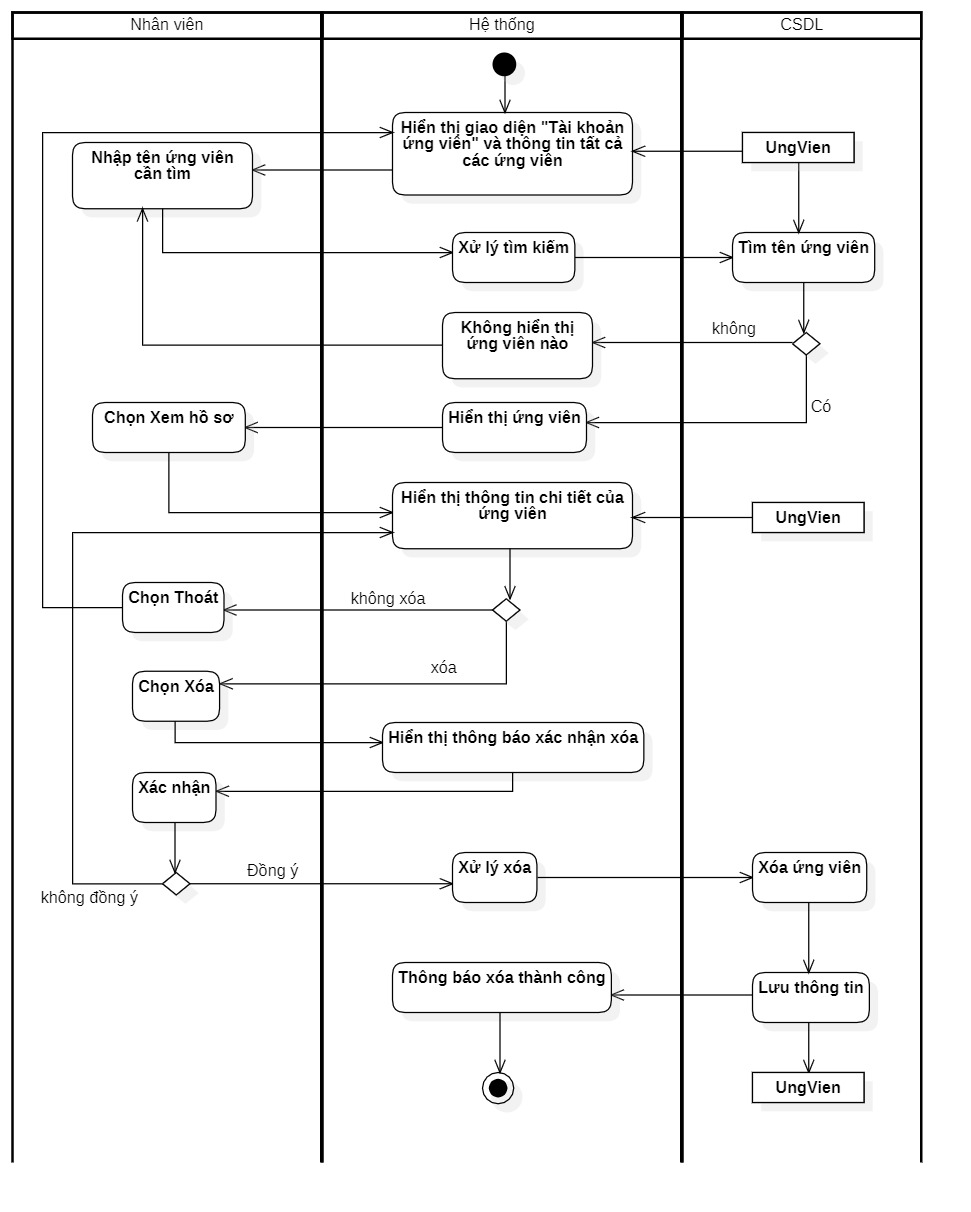 Nhân viên
Hệ thống
CSDL
Hiển thị giao diện "Tài khoản
ứng viên" và thông tin tất cả
các ứng viên
UngVien
Nhập tên ứng viên
cần tìm
Xử lý tìm kiếm
Tìm tên ứng viên
Không hiển thị
ứng viên nào
không
Có
Chọn Xem hồ sơ
Hiển thị ứng viên
Hiển thị thông tin chi tiết của
ứng viên
UngVien
Chọn Thoát
không xóa
xóa
Chọn Xóa
Hiển thị thông báo xác nhận xóa
Xác nhận
Đồng ý
không đồng ý
Xử lý xóa
Xóa ứng viên
Thông báo xóa thành công
Lưu thông tin
UngVien